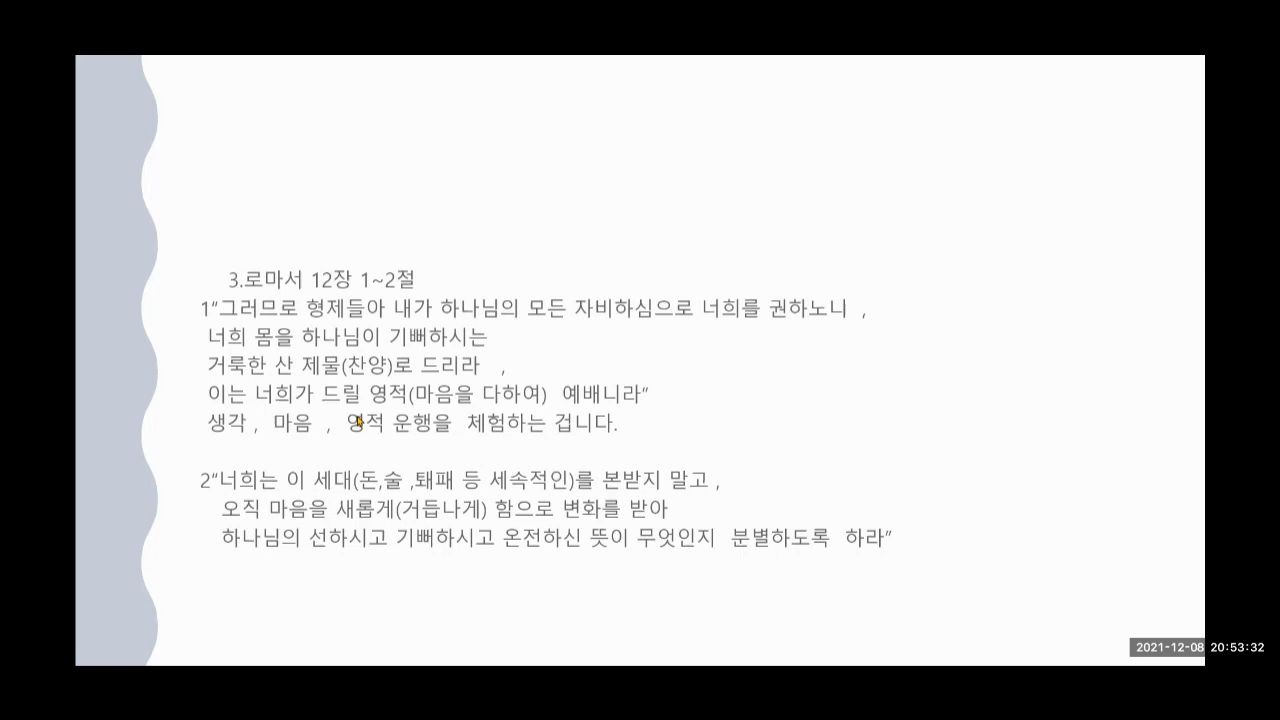 3.로마서 12장 1~2절
1“그러므로 형제들아 내가 하나님의 모든 자비하심으로 너희를 권하노니 ,
너희 몸을 하나님이 기뻐하시는
거룩한 산 제물(찬양)로 드리라 ,
이는 너희가 드릴 영적(마음을 다하여) 예배니라”
생각 , 마음 , 영적 운행을 체험하는 겁니다.
2“너희는 이 세대(돈,술 ,퇴패 등 세속적인)를 본받지 말고 ,
오직 마음을 새롭게(거듭나게) 함으로 변화를 받아
하나님의 선하시고 기뻐하시고 온전하신 뜻이 무엇인지 분별하도록 하라”
2021-12-08 20:53:32